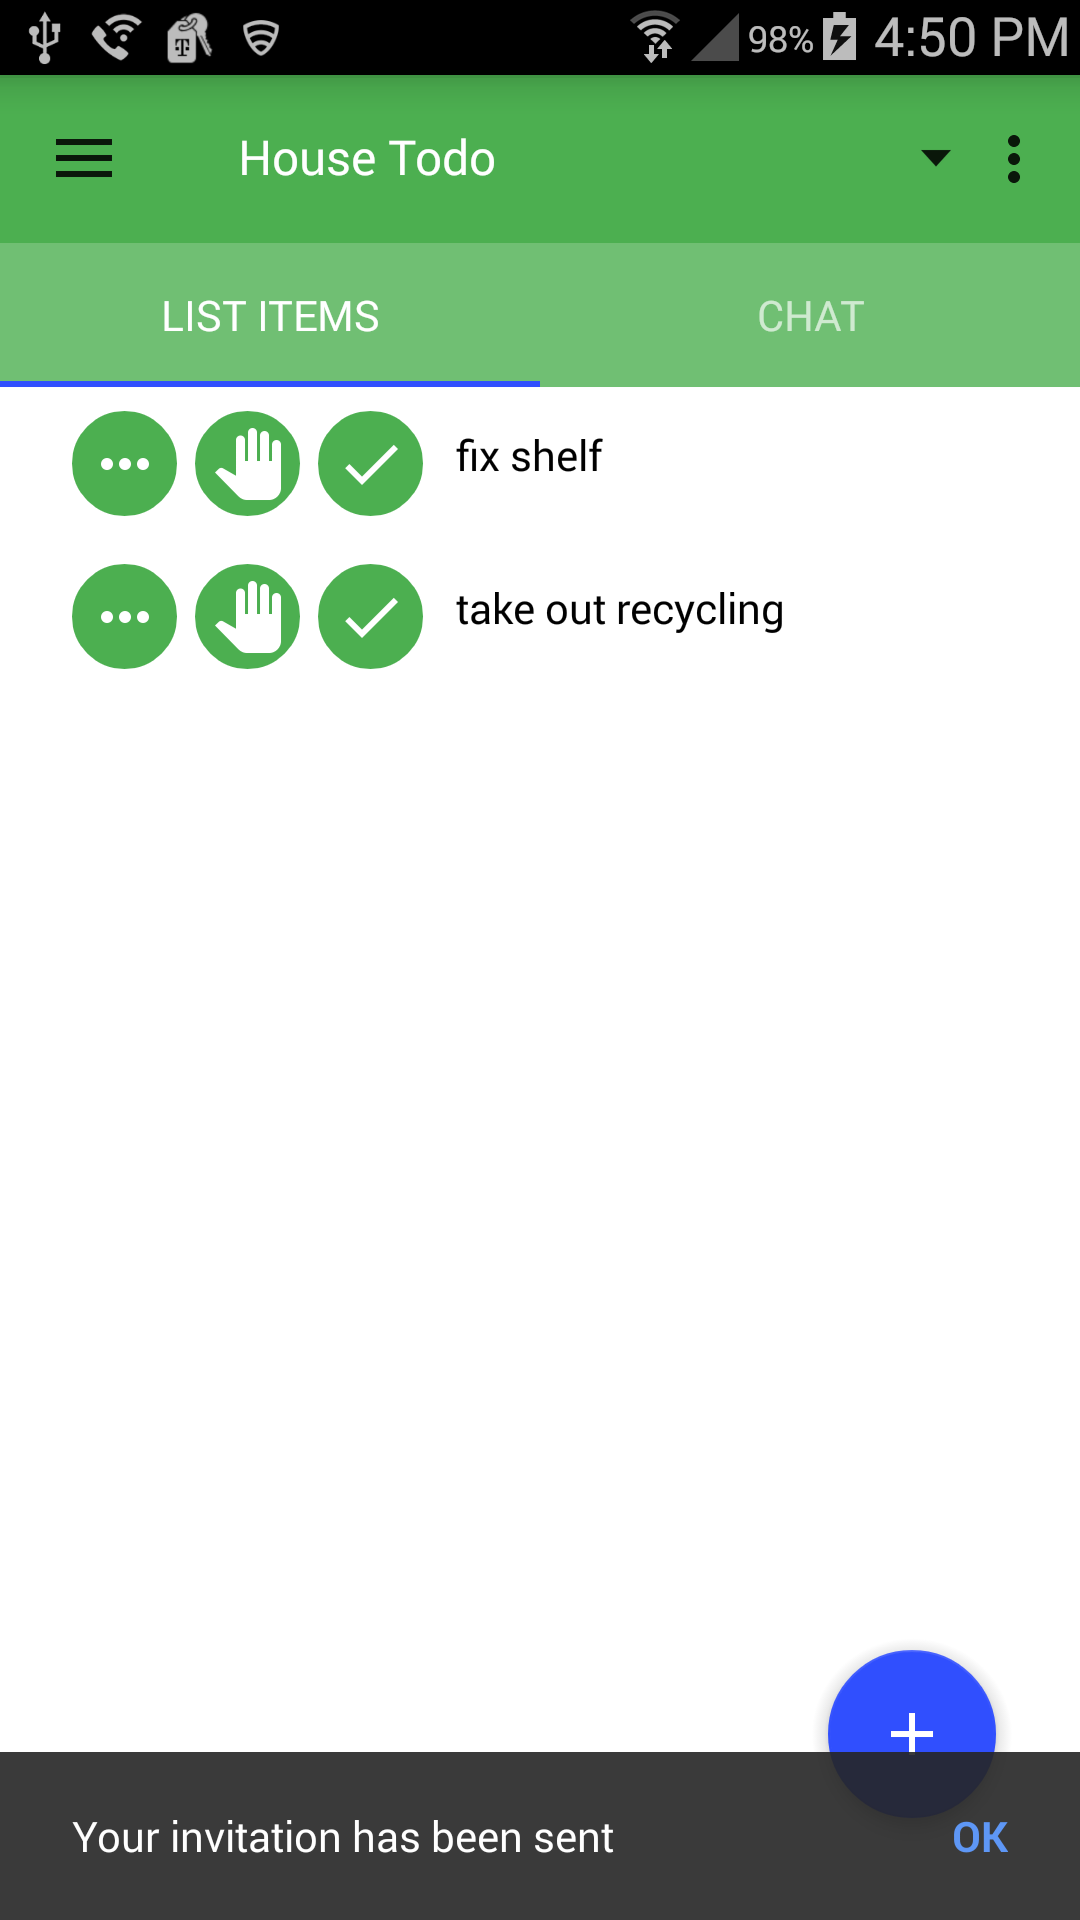 98% 4:50 PM
House Todo
LIST ITEMS CHAT
fix shelf
take out recycling
Your invitation has been sent OK